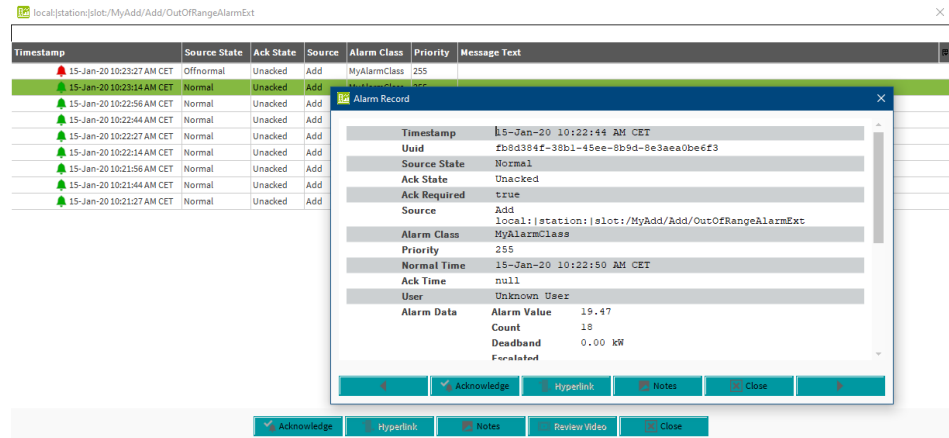 local:|station:|slot:/MyAdd/Add/OutOfRangeAlarmExt
Timestamp Source State Ack State Source Alarm Class Priority Message Text
15-Jan-20 10:23:27 AM CET Offnormal Unacked Add MyAlarmClass 255
15-Jan-20 10:23:14 AM CET Normal Unacked Add
15-Jan-20 10:22:56 AM CET Normal Unacked Add
15-Jan-20 10:22:44 AM CET Normal Unacked Add
15-Jan-20 10:22:27 AM CET Normal Unacked Add
15-Jan-20 10:22:14 AM CET Normal Unacked Add
15-Jan-20 10:21:56 AM CET Normal Unacked Add
15-Jan-20 10:21:44 AM CET Normal Unacked Add
15-Jan-20 10:21:27 AM CET Normal Unacked Add
Alarm Record
Timestamp 15-Jan-20 10:22:44 AM CET
Uuid fb8d384f-38b1-45ee-8b9d-8e3aea0be6f3
Source State Normal
Ack State Unacked
Ack Required true
Source Add
local:|station:|slot:/MyAdd/Add/OutOfRangeAlarmExt
Alarm Class MyAlarmClass
Priority 255
Normal Time 15-Jan-20 10:22:50 AM CET
Ack Time null
User Unknown User
Alarm Data Alarm Value 19.47
Count 18
Deadband 0.00 kW
Escalated
Acknowledge Hyperlink Notes Close
Acknowledge Hyperlink Notes Review Video Close